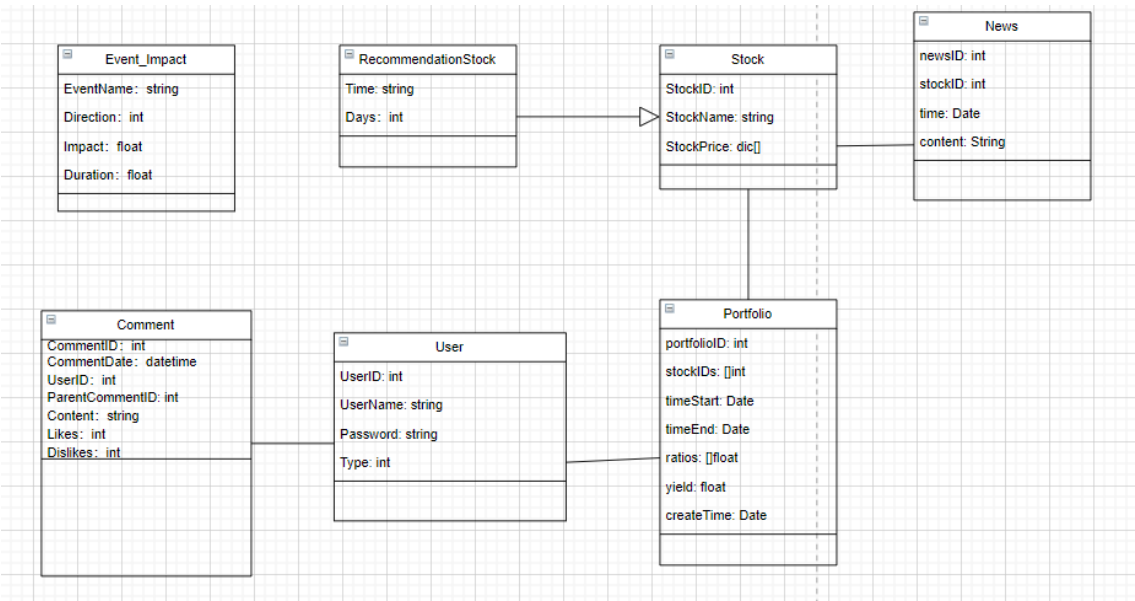 Event_Impact
EventName: string
Direction: int
Impact: float
Duration: float
RecommendationStock
Time: string
Days: int
Stock
StockID: int
StockName: string
StockPrice: dic[]
News
newsID: int
stockID: int
time: Date
content: String
Comment
CommentID: int
CommentDate: datetime
UserID: int
ParentCommentID: int
Content: string
Likes: int
Dislikes: int
User
UserID: int
UserName: string
Password: string
Type: int
Portfolio
portfolioID: int
stockIDs: []int
timeStart: Date
timeEnd: Date
ratios: []float
yield: float
createTime: Date